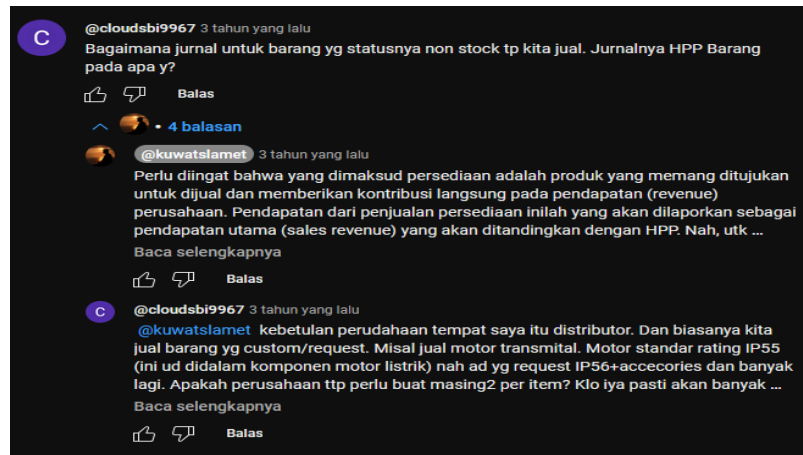 C
@cloudsbi9967 3 tahun yang lalu
Bagaimana jurnal untuk barang yg statusnya non stock tp kita jual. Jurnalnya HPP Barang
pada apa y?
Balas
• 4 balasan
@kuwatslamet 3 tahun yang lalu
Perlu diingat bahwa yang dimaksud persediaan adalah produk yang memang ditujukan
untuk dijual dan memberikan kontribusi langsung pada pendapatan (revenue)
perusahaan. Pendapatan dari penjualan persediaan inilah yang akan dilaporkan sebagai
pendapatan utama (sales revenue) yang akan ditandingkan dengan HPP. Nah, utk ...
Baca selengkapnya
Balas
C
@cloudsbi9967 3 tahun yang lalu
@kuwatslamet kebetulan perudahaan tempat saya itu distributor. Dan biasanya kita
jual barang yg custom/request. Misal jual motor transmital. Motor standar rating IP55
(ini ud didalam komponen motor listrik) nah ad yg request IP56+accecories dan banyak
lagi. Apakah perusahaan ttp perlu buat masing2 per item? Klo iya pasti akan banyak ...
Baca selengkapnya
Balas